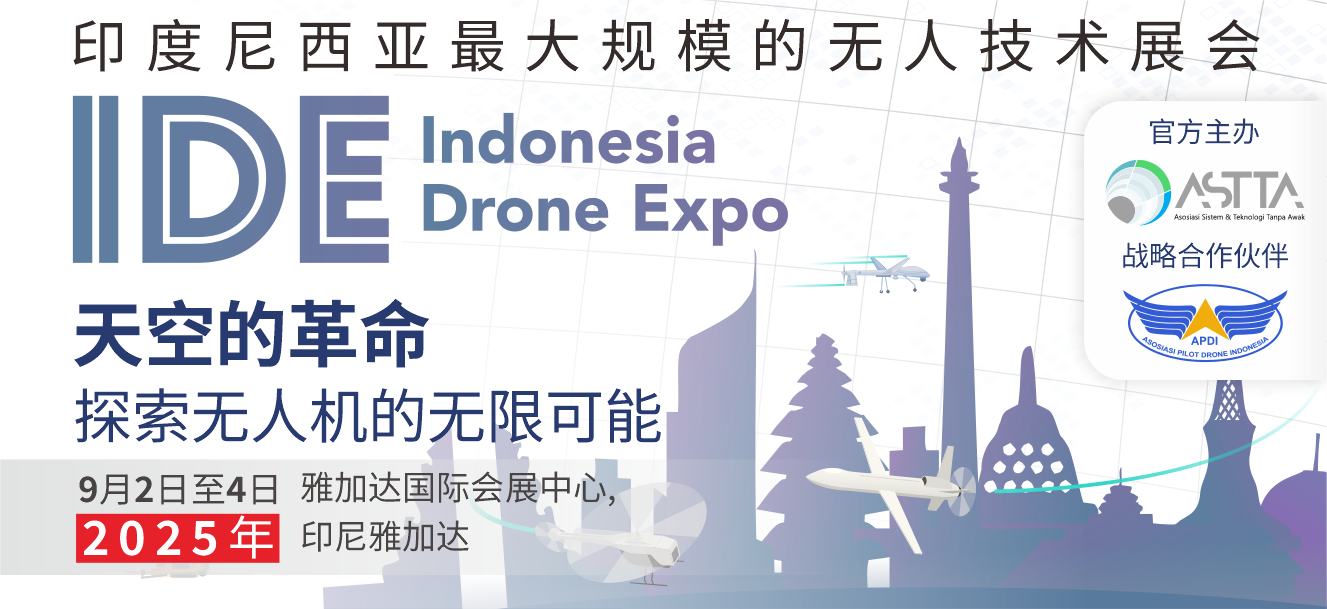 印度尼西亚最大规模的无人技术展会
IDE
Indonesia
Drone Expo
官方主办
ASTTA
Asosiasi Sistem & Teknologi Tanpa Awak
战略合作伙伴
APDI
ASOSIASI PILOT DRONE INDONESIA
天空的革命
探索无人机的无限可能
9月2日至4日
2025年
雅加达国际会展中心,
印尼雅加达